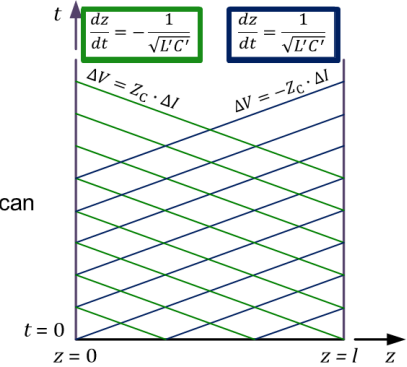 t
dz/dt = − 1/√L′C′
dz/dt = 1/√L′C′
ΔV = Z_C · ΔI
ΔV = −Z_C · ΔI
can
t = 0
z = 0
z = l
z